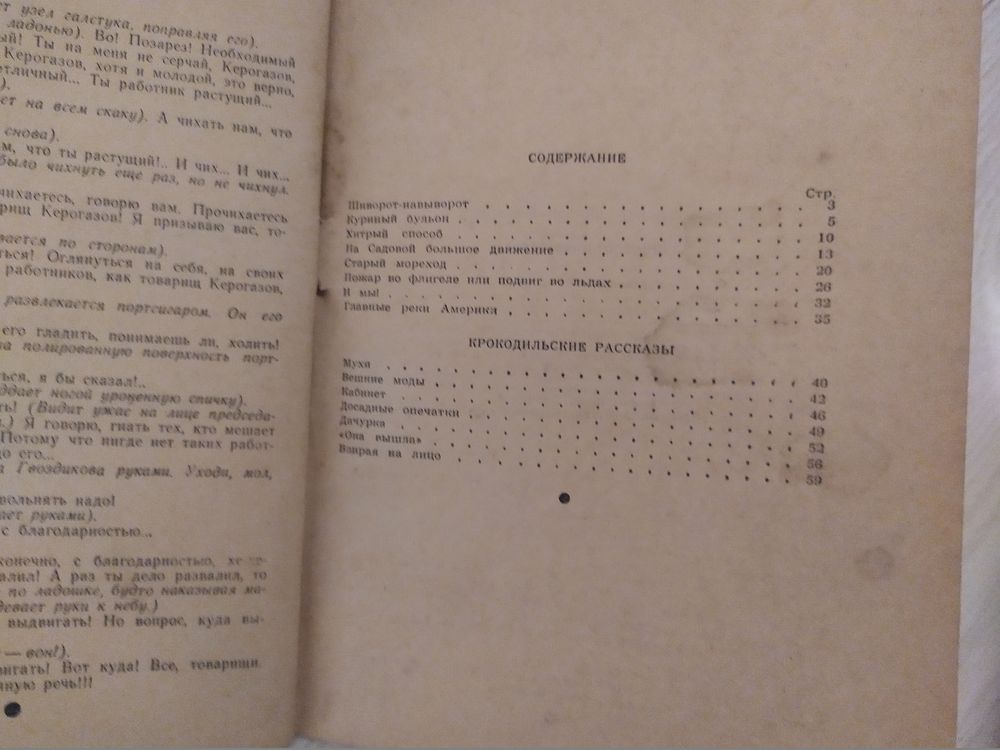 ет узел галстука, поправляя его).
ладонью). Во! Позарез! Необходимый
ый! Ты на меня не серчай, Керогазов,
Керогазов, хотя и молодой, это верно,
отличный... Ты работник растущий...
).
ет на всем скаку). А чихать нам, что
снова).
м, что ты растущий!.. И чих... И чих...
было чихнуть еще раз, но не чихнул.
чихаетесь, говорю вам. Прочихаетесь
арищ Керогазов! Я призываю вас, то-
вается по сторонам).
ться! Оглянуться на себя, на своих
работников, как товарищ Керогазов,
развлекается портсигаром. Он его
его гладить, понимаешь ли, холить!
на полированную поверхность порт-
ться, я бы сказал!..
ддает ногой уроненную спичку).
ть! (Видит ужас на лице председа-
.) Я говорю, гнать тех, кто мешает
Потому что нигде нет таких работ-
до его...
а Гвоздикова руками. Уходи, мол,
вольнять надо!
ает руками).
с благодарностью...
конечно, с благодарностью,
алил! А раз ты дело развалил, то
по ладошке, будто наказывая ма-
девает руки к небу.)
выдвигать! Но вопрос, куда вы-
— вон!).
вигать! Вот куда! Все, товарищи
нную речь!!!
СОДЕРЖАНИЕ
Стр.
Шиворот-навыворот 3
Куриный бульон 5
Хитрый способ 10
На Садовой большое движение 13
Старый мореход 20
Пожар во флигеле или подвиг во льдах 26
И мы! 32
Главные реки Америки 35
КРОКОДИЛЬСКИЕ РАССКАЗЫ
Муха 40
Вешние моды 42
Кабинет 46
Досадные опечатки 49
Дачурка 52
«Она вышла» 56
Взирая на лицо 59